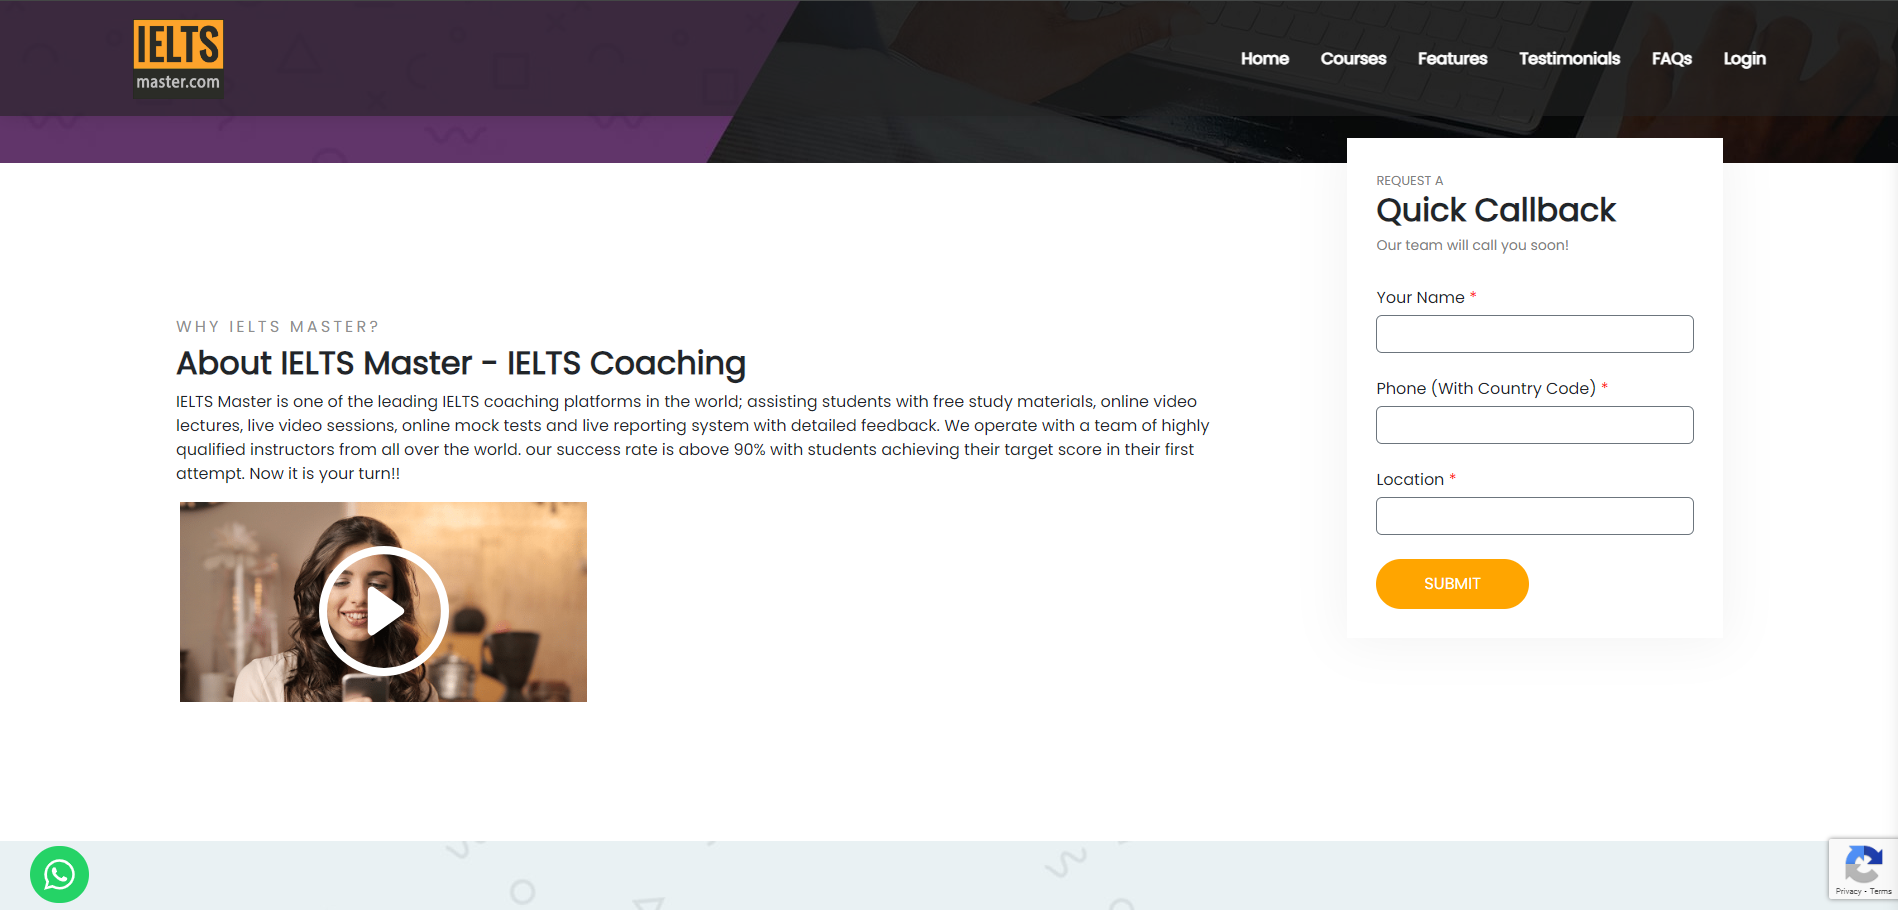 IELTS
master.com
Home
Courses
Features
Testimonials
FAQs
Login
WHY IELTS MASTER?
About IELTS Master - IELTS Coaching
IELTS Master is one of the leading IELTS coaching platforms in the world; assisting students with free study materials, online video
lectures, live video sessions, online mock tests and live reporting system with detailed feedback. We operate with a team of highly
qualified instructors from all over the world. our success rate is above 90% with students achieving their target score in their first
attempt. Now it is your turn!!
REQUEST A
Quick Callback
Our team will call you soon!
Your Name *
Phone (With Country Code) *
Location *
SUBMIT
Privacy - Terms